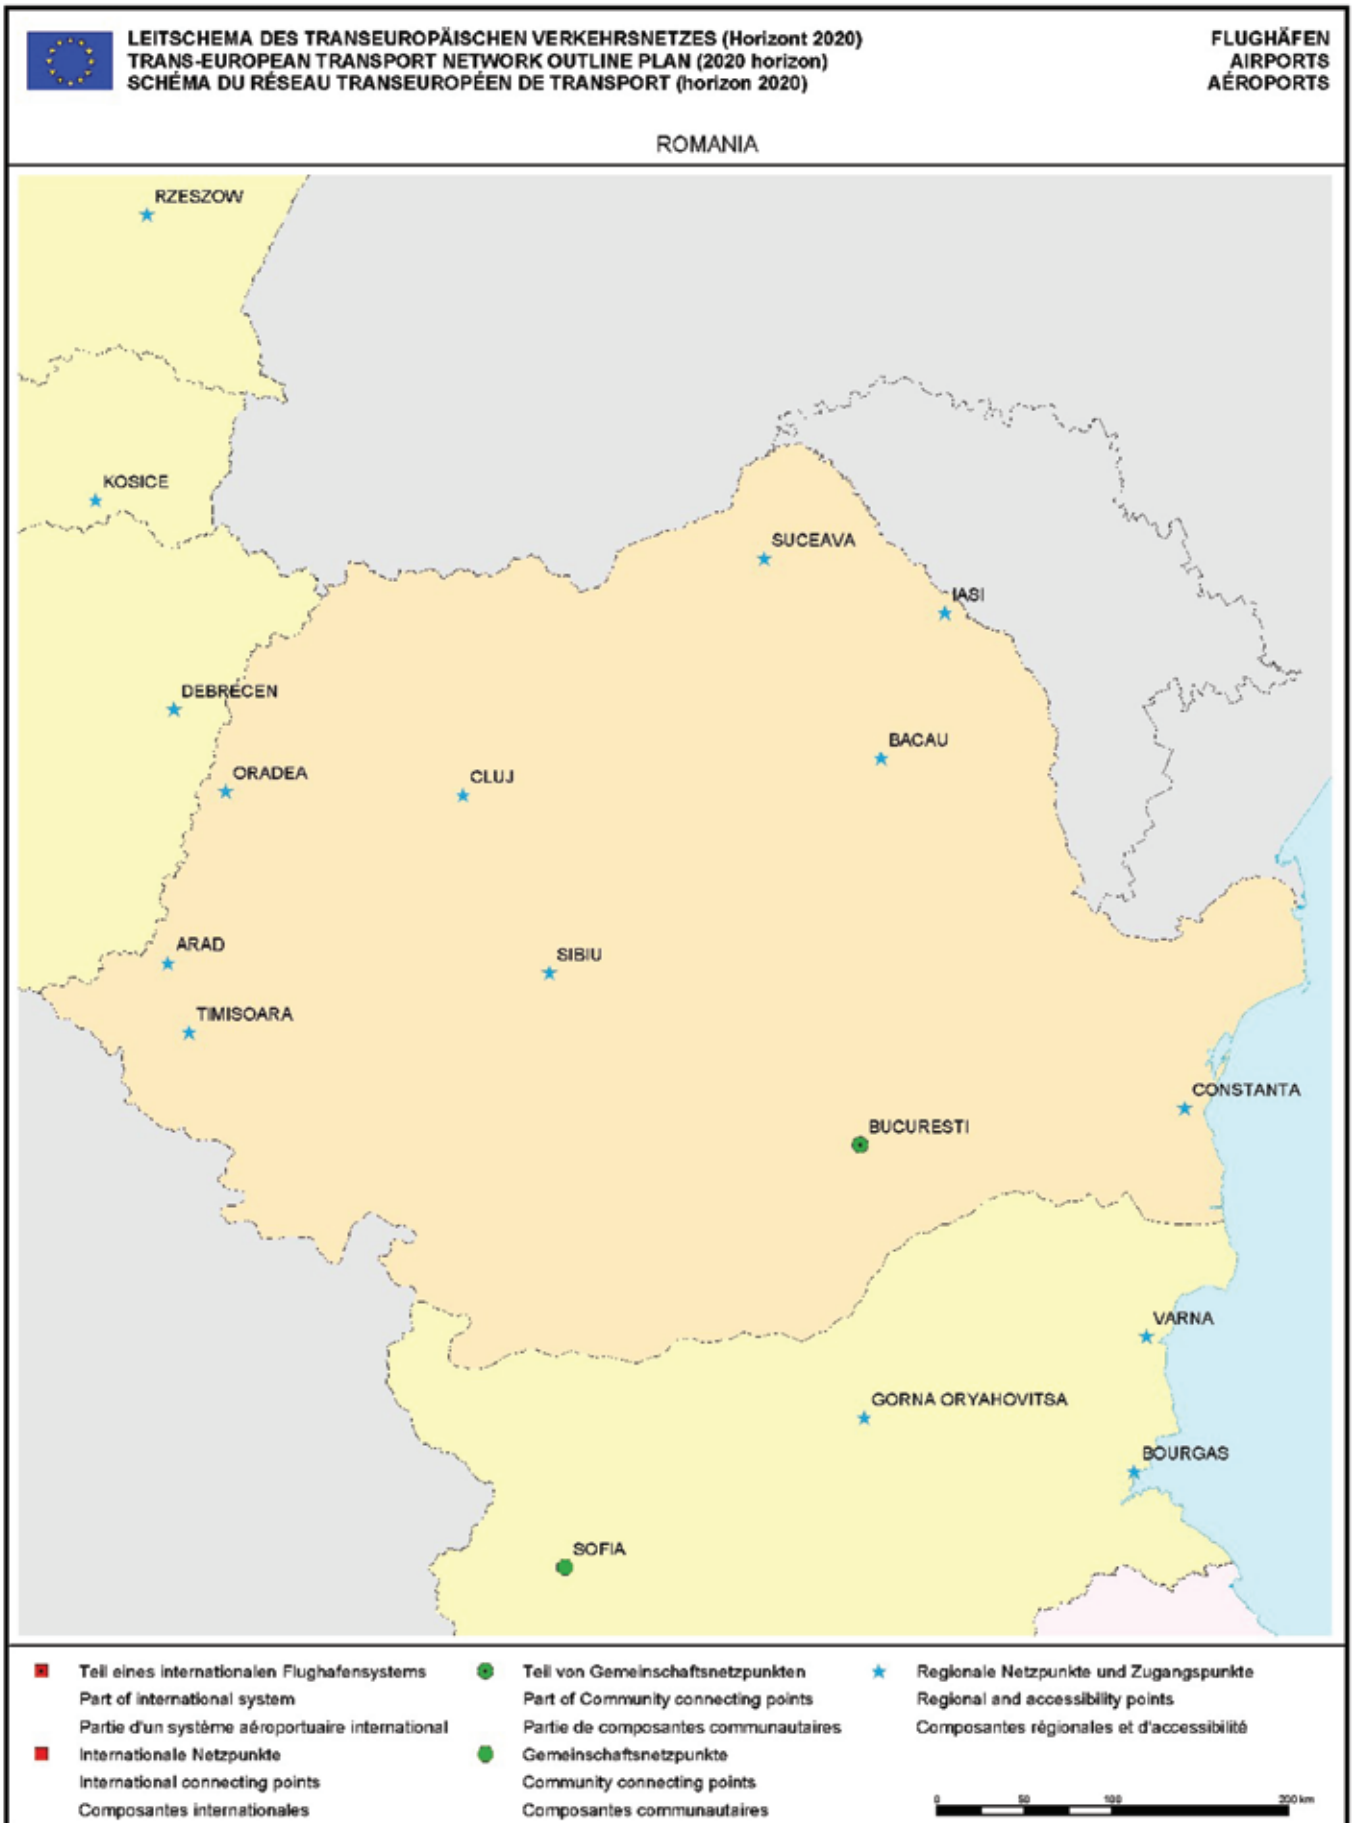 LEITSCHEMA DES TRANSEUROPÄISCHEN VERKEHRSNETZES (Horizont 2020)
TRANS-EUROPEAN TRANSPORT NETWORK OUTLINE PLAN (2020 horizon)
SCHÉMA DU RÉSEAU TRANSEUROPÉEN DE TRANSPORT (horizon 2020)
FLUGHÄFEN
AIRPORTS
AÉROPORTS
ROMANIA
RZESZOW
KOSICE
SUCEAVA
IASI
DEBRECEN
BACAU
ORADEA
CLUJ
ARAD
SIBIU
TIMISOARA
CONSTANTA
BUCURESTI
VARNA
GORNA ORYAHOVITSA
BOURGAS
SOFIA
Teil eines internationalen Flughafensystems
Part of international system
Partie d'un système aéroportuaire international
Internationale Netzpunkte
International connecting points
Composantes internationales
Teil von Gemeinschaftsnetzpunkten
Part of Community connecting points
Partie de composantes communautaires
Gemeinschaftsnetzpunkte
Community connecting points
Composantes communautaires
Regionale Netzpunkte und Zugangspunkte
Regional and accessibility points
Composantes régionales et d'accessibilité
0 50 100 200 km